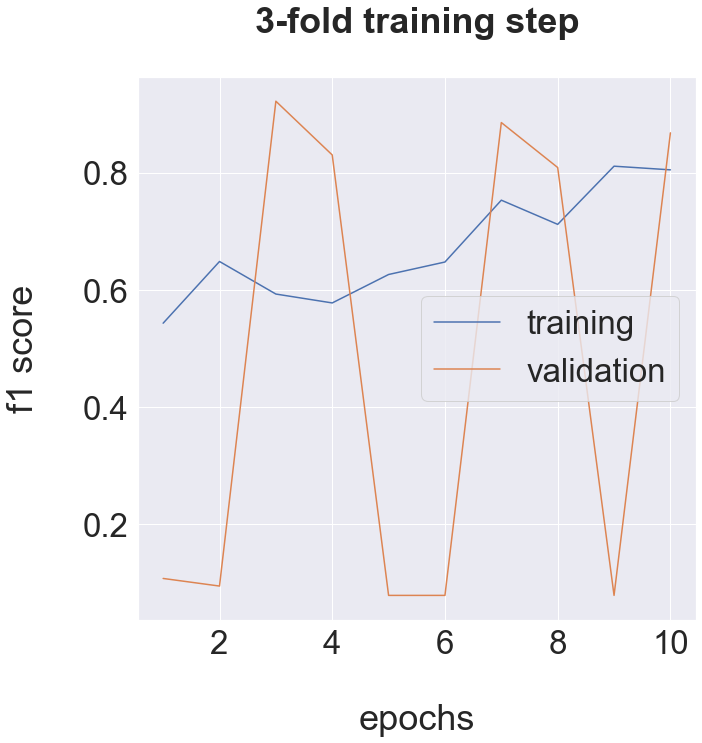 3-fold training step
0.8
0.6
0.4
0.2
f1 score
training
validation
2 4 6 8 10
epochs